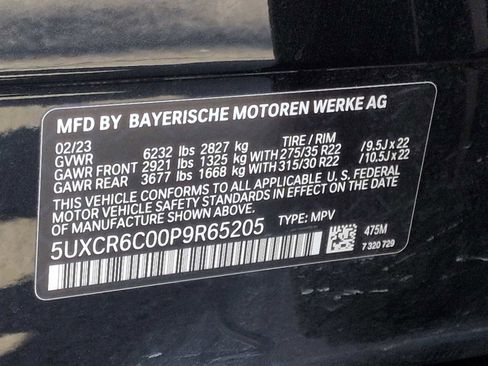 MFD BY BAYERISCHE MOTOREN WERKE AG
02/23 TIRE / RIM
GVWR 6232 lbs 2827 kg
GAWR FRONT 2921 lbs 1325 kg WITH 275/35 R22 /9.5J x 22
GAWR REAR 3677 lbs 1668 kg WITH 315/30 R22 /10.5J x 22
THIS VEHICLE CONFORMS TO ALL APPLICABLE U.S. FEDERAL
MOTOR VEHICLE SAFETY STANDARDS IN EFFECT ON THE DATE
OF MANUFACTURE SHOWN ABOVE.
5UXCR6C00P9R65205 TYPE: MPV
475M
7 320 729